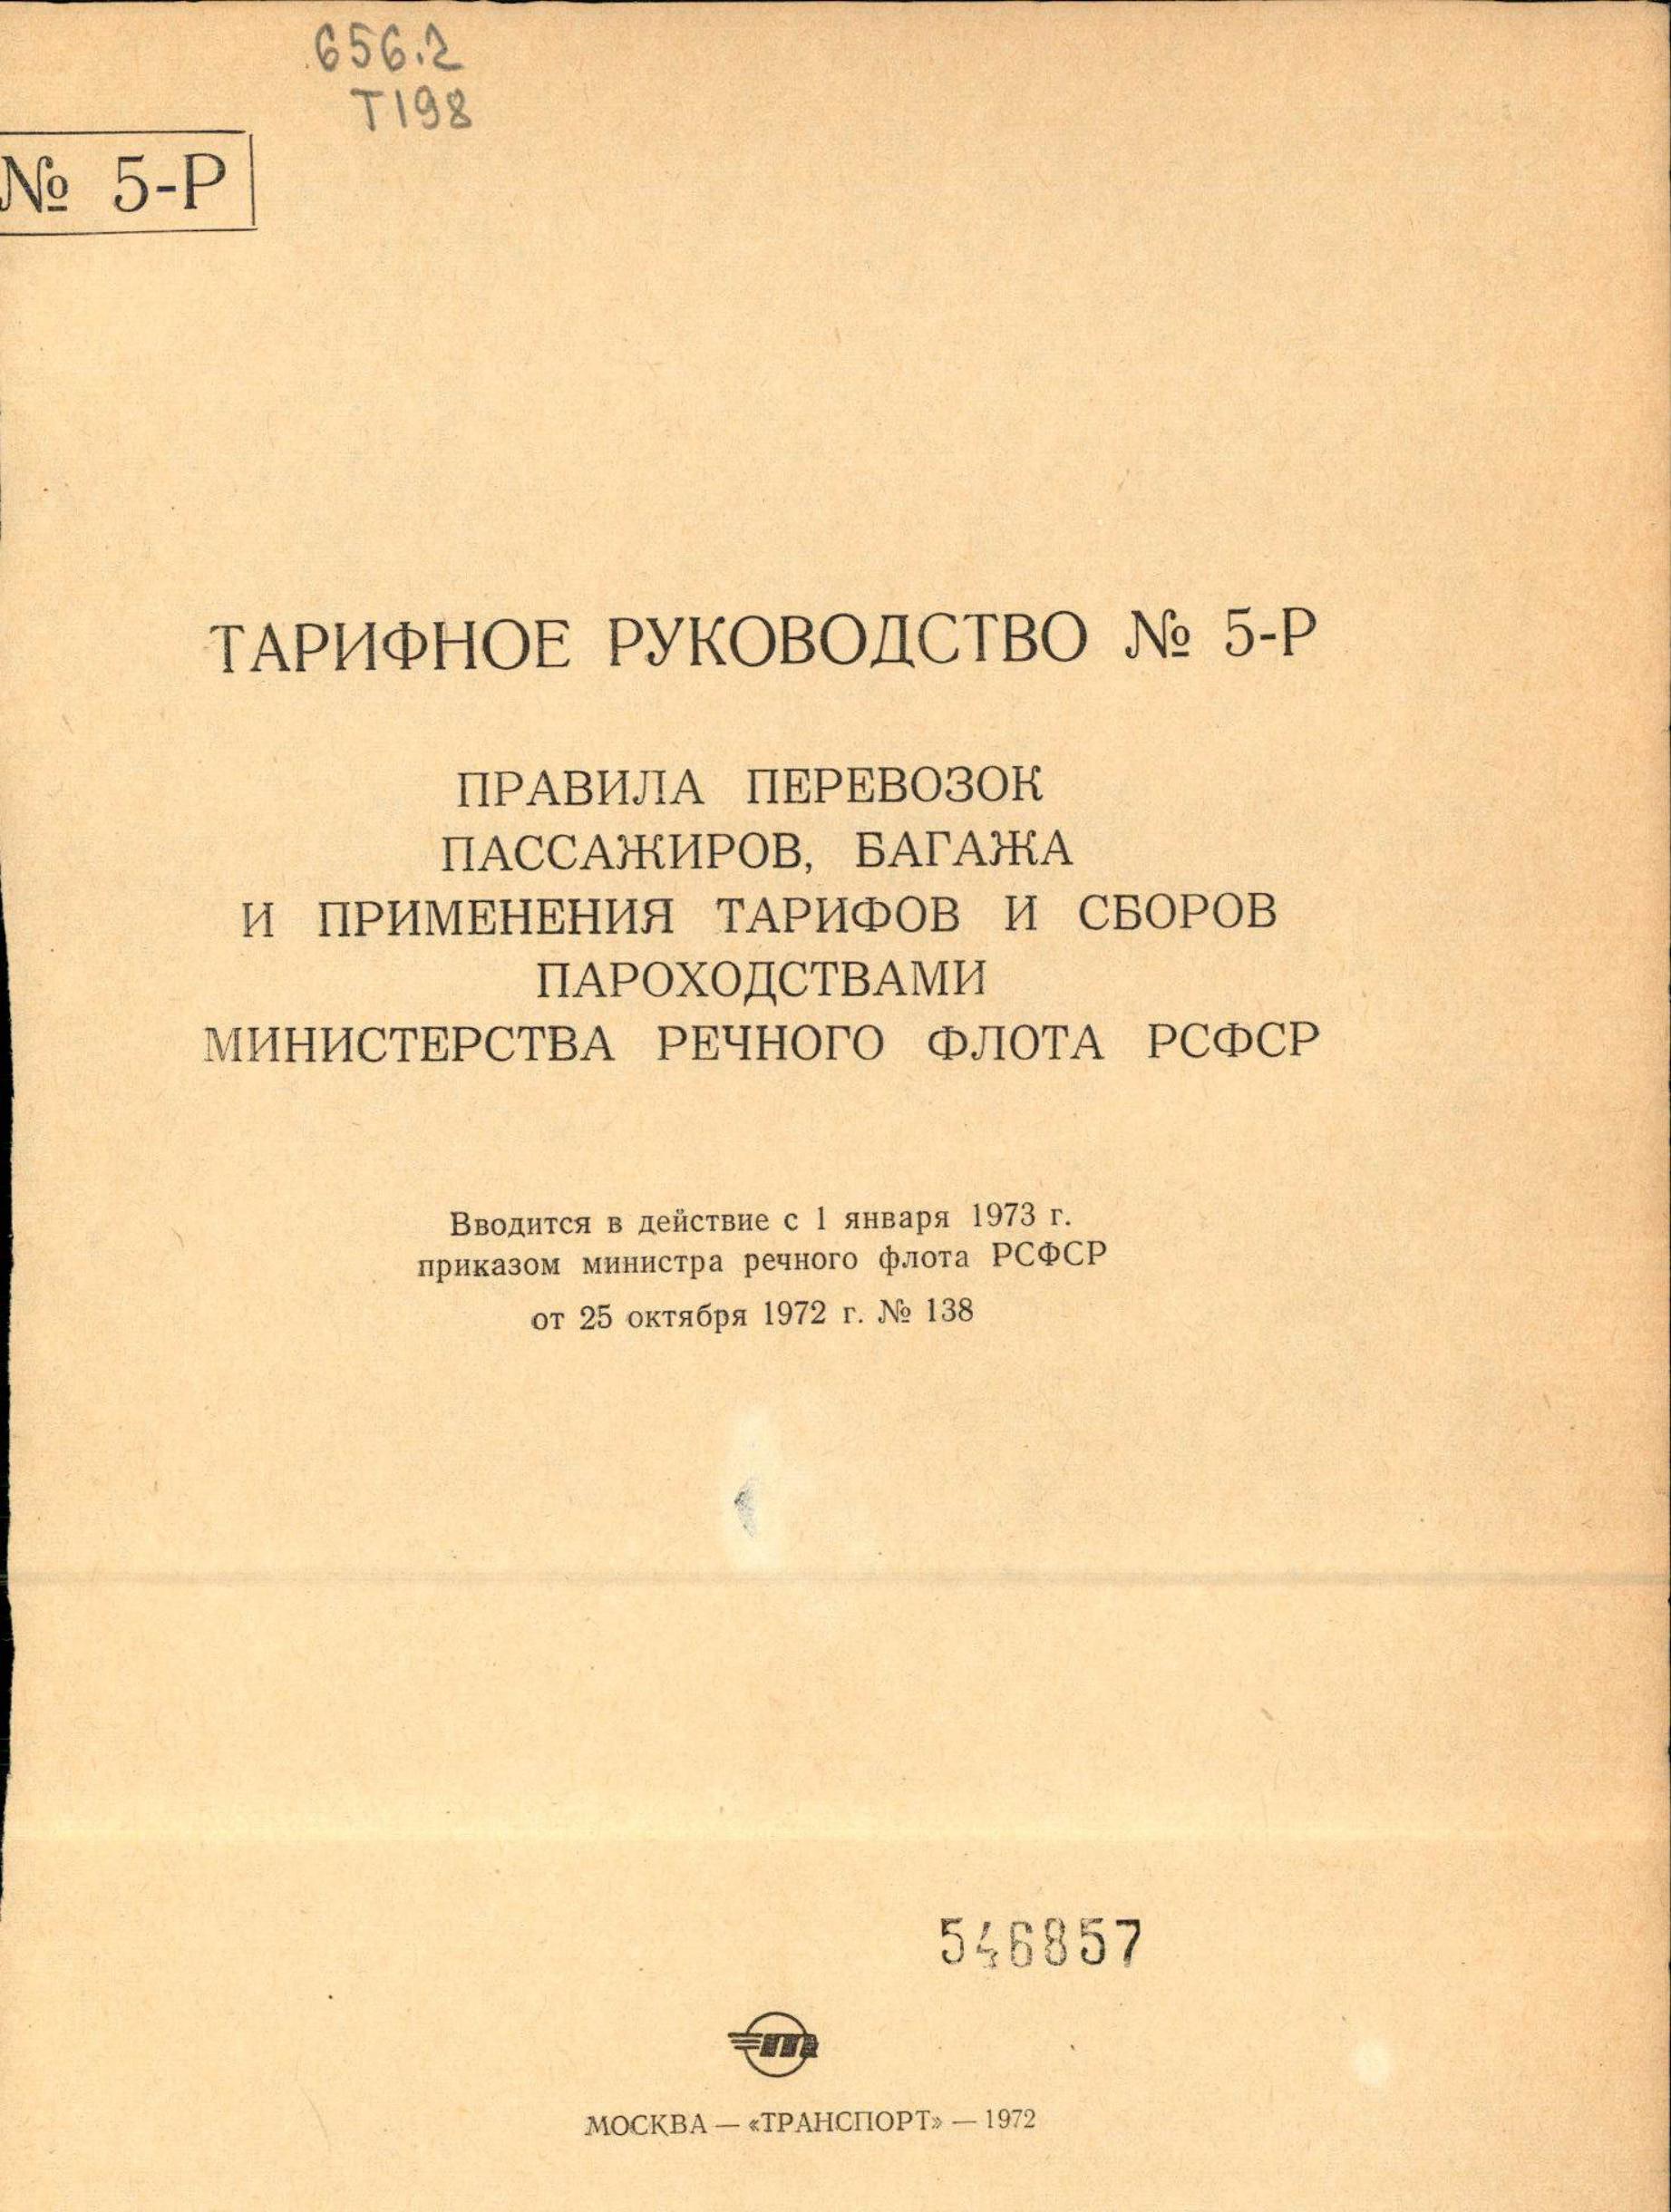 656.2
Т198
№ 5-Р
ТАРИФНОЕ РУКОВОДСТВО № 5-Р
ПРАВИЛА ПЕРЕВОЗОК
ПАССАЖИРОВ, БАГАЖА
И ПРИМЕНЕНИЯ ТАРИФОВ И СБОРОВ
ПАРОХОДСТВАМИ
МИНИСТЕРСТВА РЕЧНОГО ФЛОТА РСФСР
Вводится в действие с 1 января 1973 г.
приказом министра речного флота РСФСР
от 25 октября 1972 г. № 138
546857
МОСКВА — «ТРАНСПОРТ» — 1972